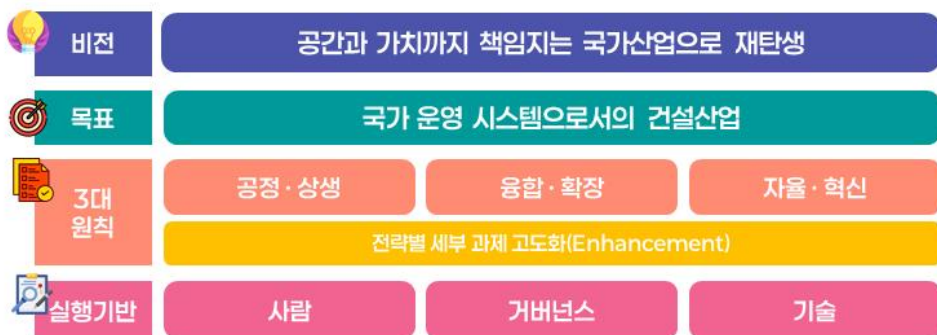 비전
공간과 가치까지 책임지는 국가산업으로 재탄생
목표
국가 운영 시스템으로서의 건설산업
3대
원칙
공정·상생
융합·확장
자율·혁신
전략별 세부 과제 고도화(Enhancement)
실행기반
사람
거버넌스
기술